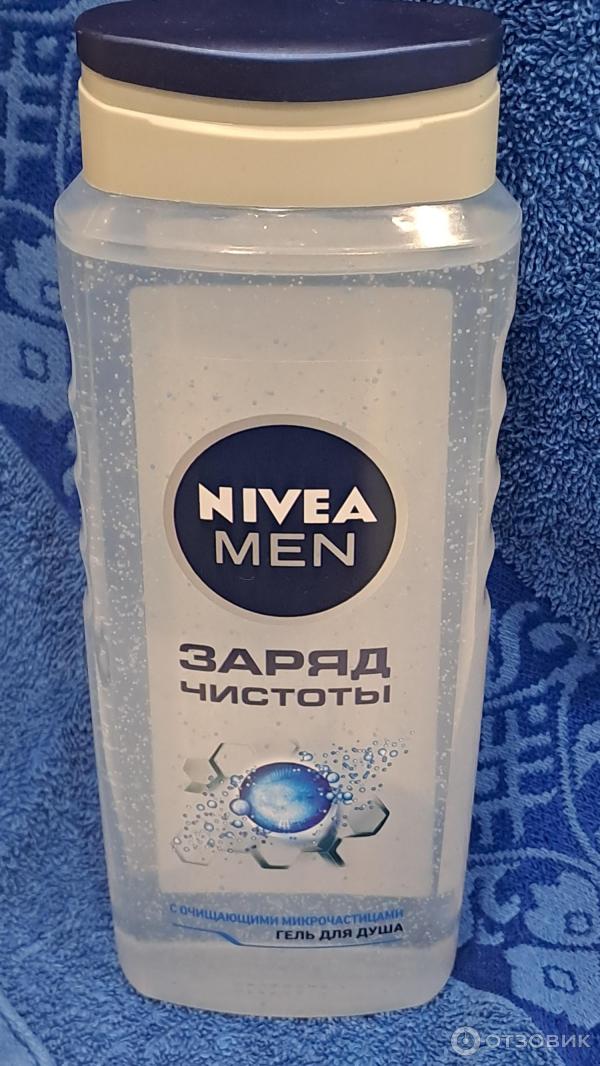 NIVEA
MEN
ЗАРЯД
ЧИСТОТЫ
С ОЧИЩАЮЩИМИ МИКРОЧАСТИЦАМИ
ГЕЛЬ ДЛЯ ДУША
ОТЗОВИК